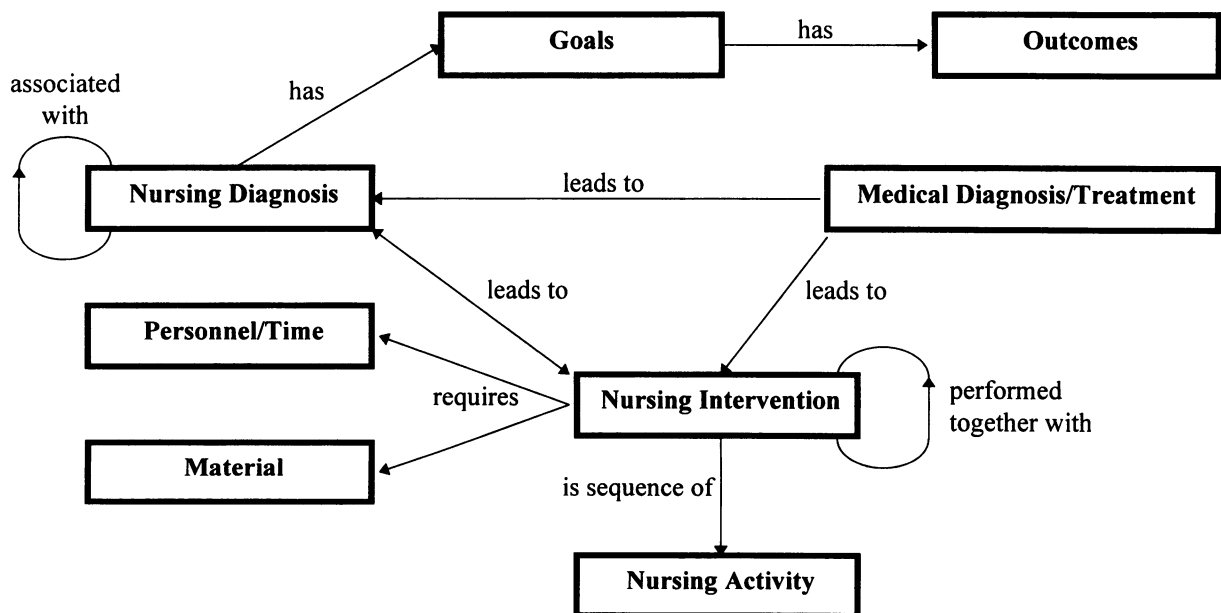 Goals
has
Outcomes
associated
with
has
Nursing Diagnosis
leads to
Medical Diagnosis/Treatment
leads to
leads to
Personnel/Time
requires
Nursing Intervention
performed
together with
Material
is sequence of
Nursing Activity